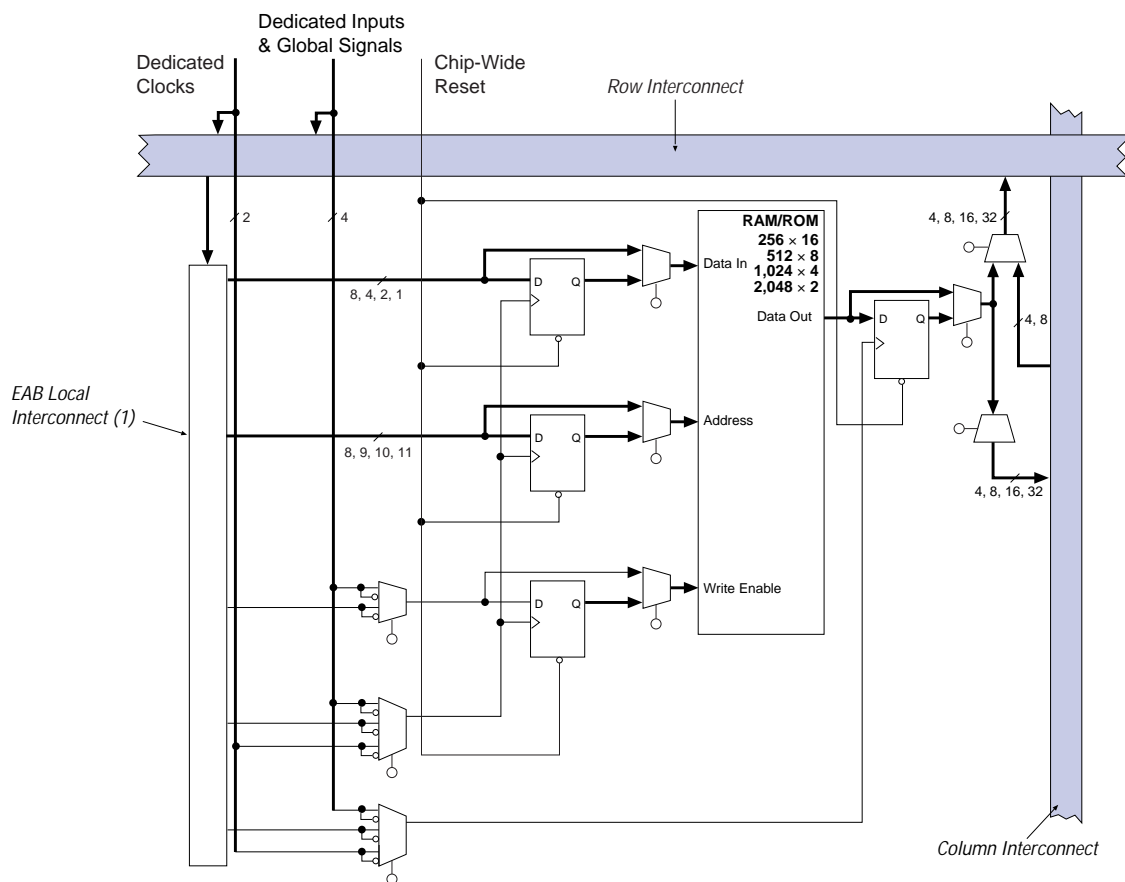 Dedicated Inputs
& Global Signals
Dedicated
Clocks
Chip-Wide
Reset
Row Interconnect
2
4
RAM/ROM
256 × 16
512 × 8
1,024 × 4
2,048 × 2
4, 8, 16, 32
D
Q
Data In
8, 4, 2, 1
Data Out
D
Q
4, 8
EAB Local
Interconnect (1)
D
Q
Address
8, 9, 10, 11
4, 8, 16, 32
D
Q
Write Enable
Column Interconnect